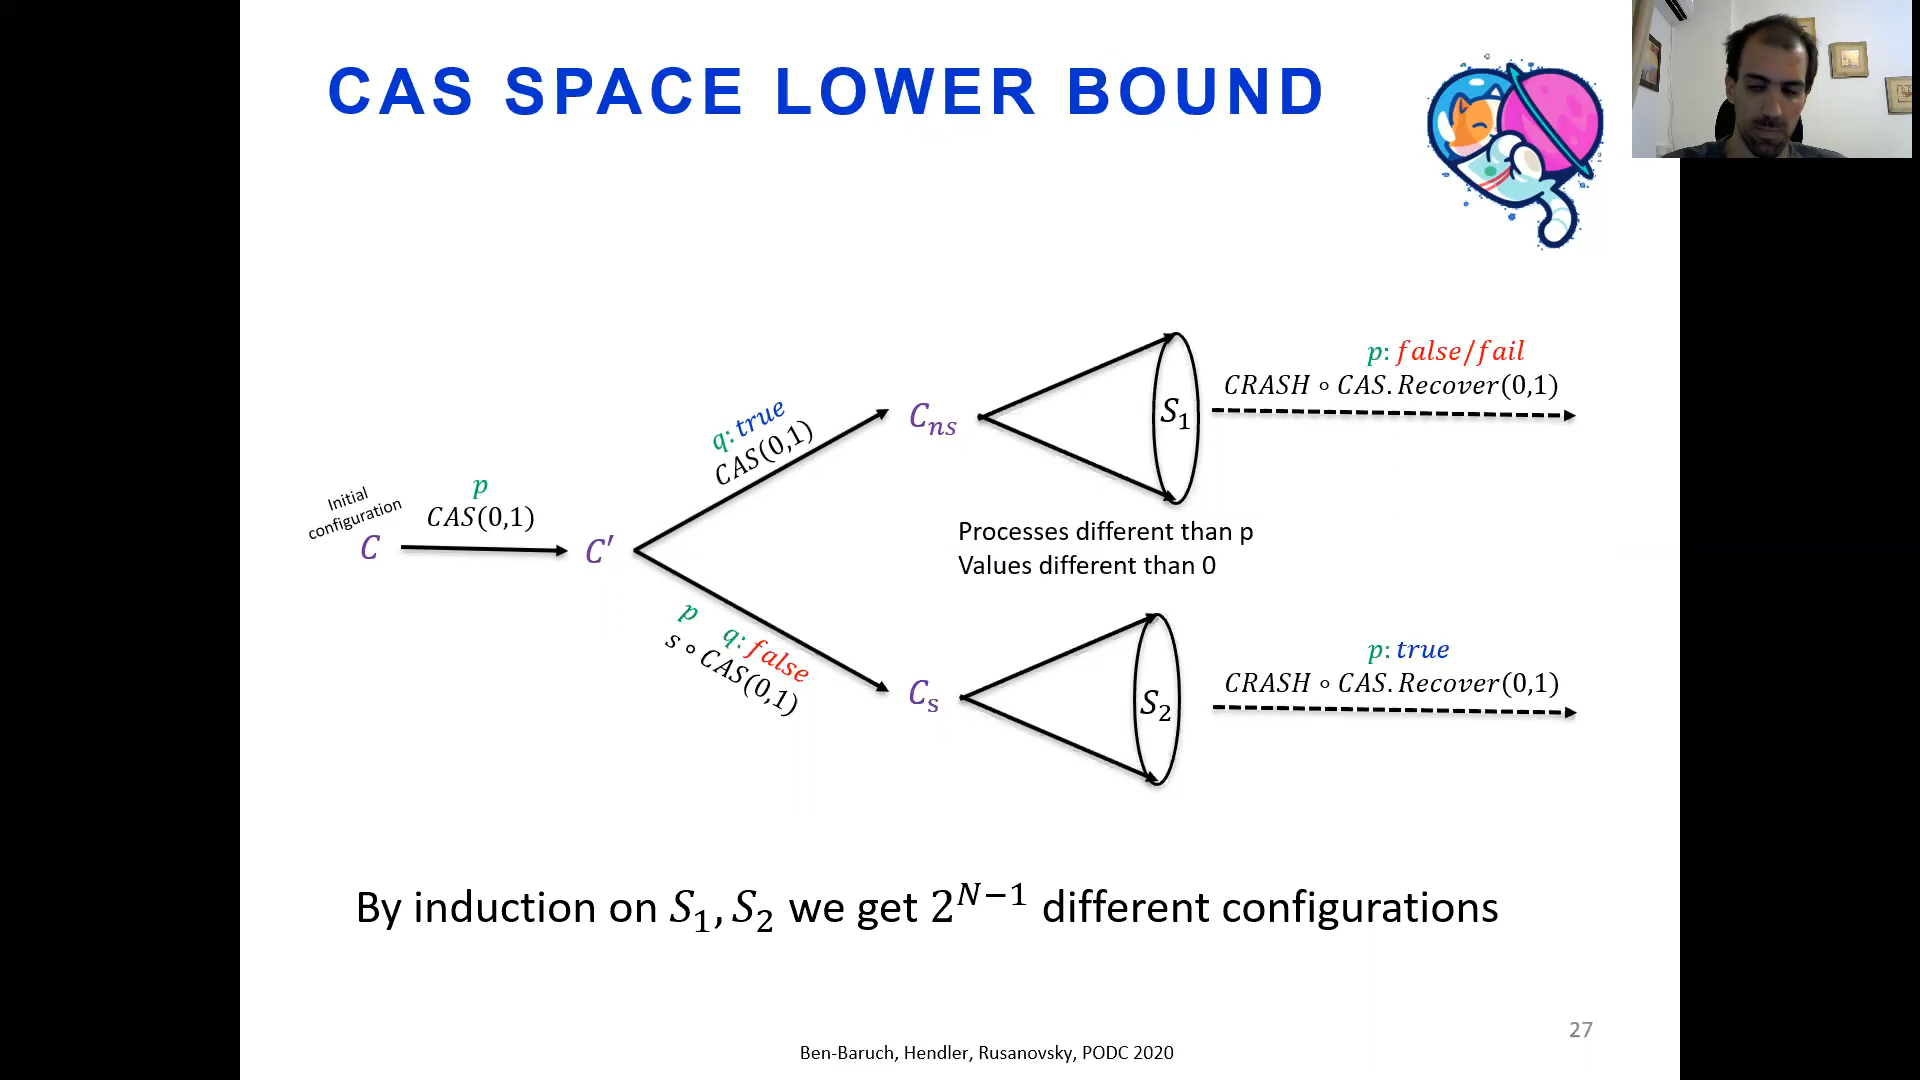 CAS SPACE LOWER BOUND
p: false/fail
CRASH ∘ CAS.Recover(0,1)
q: true
CAS(0,1)
C_{ns}
S_1
Initial
configuration
p
CAS(0,1)
C
C'
Processes different than p
Values different than 0
p q: false
s ∘ CAS(0,1)
C_s
S_2
p: true
CRASH ∘ CAS.Recover(0,1)
By induction on S_1, S_2 we get 2^{N−1} different configurations
27
Ben-Baruch, Hendler, Rusanovsky, PODC 2020